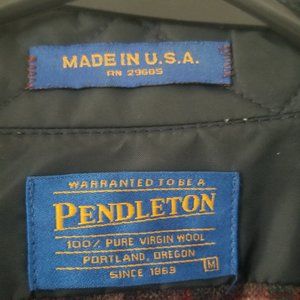 MADE IN U.S.A.
RN 29685
WARRANTED TO BE A
PENDLETON
100% PURE VIRGIN WOOL
PORTLAND, OREGON
SINCE 1863
M